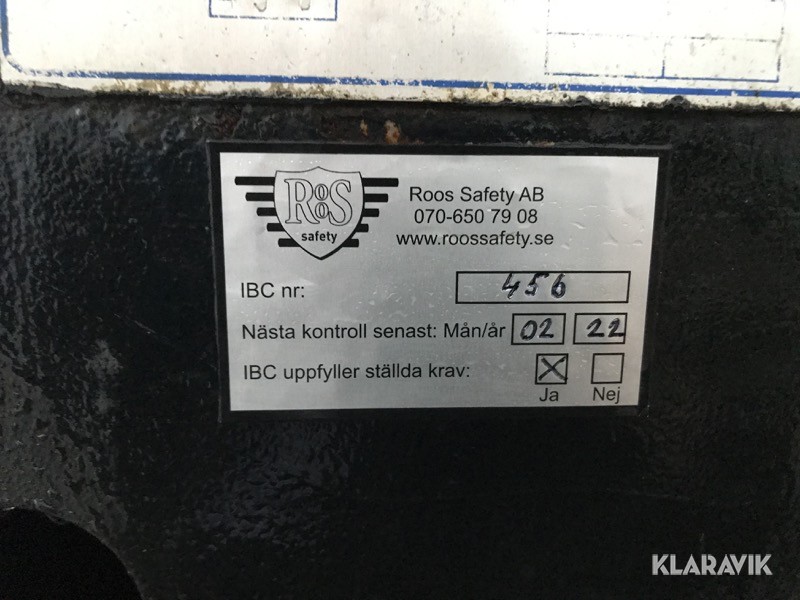 RooS
safety
Roos Safety AB
070-650 79 08
www.roossafety.se
IBC nr: 456
Nästa kontroll senast: Mån/år 02 22
IBC uppfyller ställda krav: X
Ja Nej
KLARAVIK